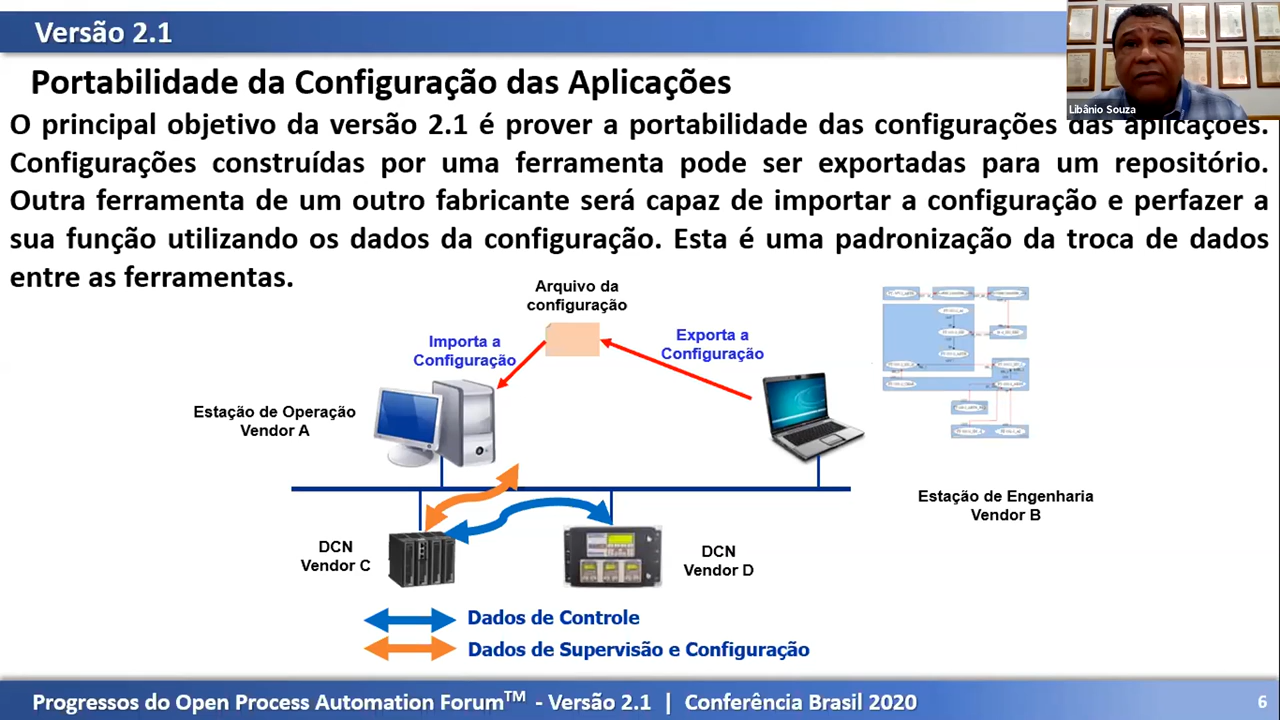 Versão 2.1
Libânio Souza
Portabilidade da Configuração das Aplicações
O principal objetivo da versão 2.1 é prover a portabilidade das configurações das aplicações.
Configurações construídas por uma ferramenta pode ser exportadas para um repositório.
Outra ferramenta de um outro fabricante será capaz de importar a configuração e perfazer a
sua função utilizando os dados da configuração. Esta é uma padronização da troca de dados
entre as ferramentas.
Arquivo da
configuração
Importa a
Configuração
Exporta a
Configuração
Estação de Operação
Vendor A
Estação de Engenharia
Vendor B
DCN
Vendor C
DCN
Vendor D
Dados de Controle
Dados de Supervisão e Configuração
Progressos do Open Process Automation Forum™ - Versão 2.1 | Conferência Brasil 2020
6